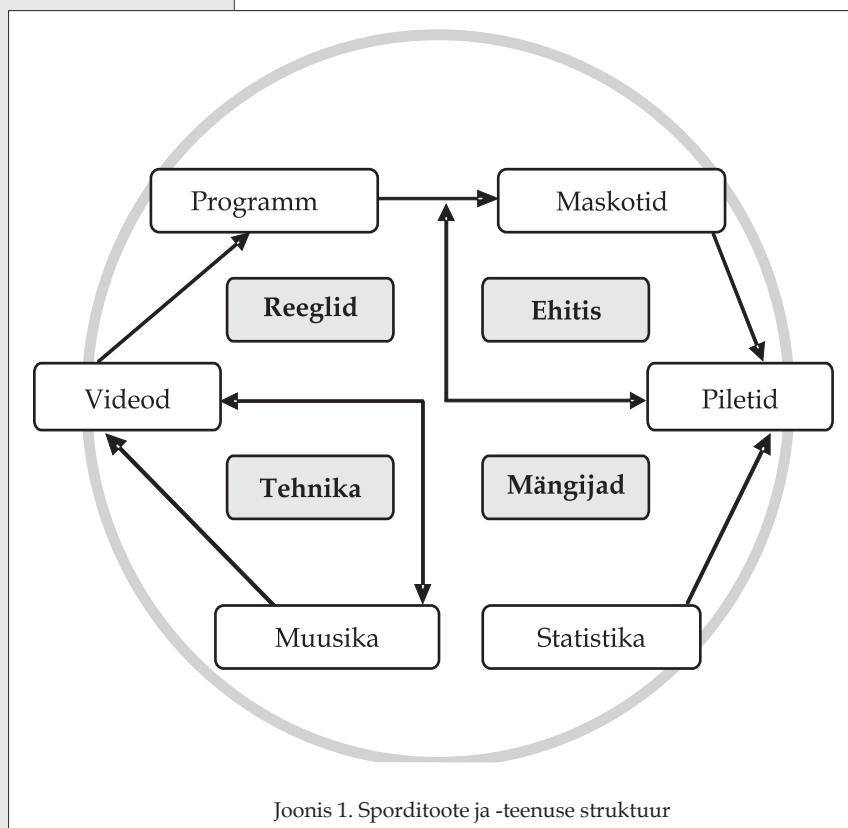 Programm
Maskotid
Reeglid
Ehitis
Videod
Piletid
Tehnika
Mängijad
Muusika
Statistika
Joonis 1. Sporditoote ja -teenuse struktuur